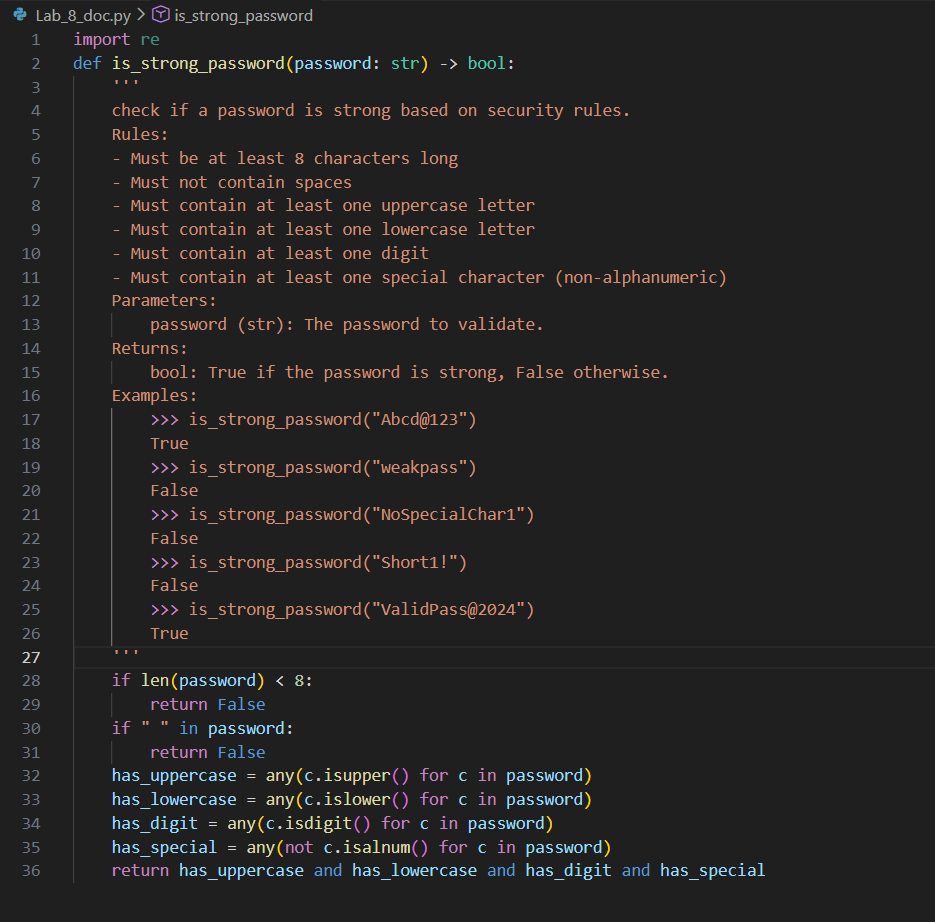 Lab_8_doc.py > is_strong_password
1 import re
2 def is_strong_password(password: str) -> bool:
3     '''
4     check if a password is strong based on security rules.
5     Rules:
6     - Must be at least 8 characters long
7     - Must not contain spaces
8     - Must contain at least one uppercase letter
9     - Must contain at least one lowercase letter
10     - Must contain at least one digit
11     - Must contain at least one special character (non-alphanumeric)
12     Parameters:
13         password (str): The password to validate.
14     Returns:
15         bool: True if the password is strong, False otherwise.
16     Examples:
17         >>> is_strong_password("Abcd@123")
18         True
19         >>> is_strong_password("weakpass")
20         False
21         >>> is_strong_password("NoSpecialChar1")
22         False
23         >>> is_strong_password("Short1!")
24         False
25         >>> is_strong_password("ValidPass@2024")
26         True
27     '''
28     if len(password) < 8:
29         return False
30     if " " in password:
31         return False
32     has_uppercase = any(c.isupper() for c in password)
33     has_lowercase = any(c.islower() for c in password)
34     has_digit = any(c.isdigit() for c in password)
35     has_special = any(not c.isalnum() for c in password)
36     return has_uppercase and has_lowercase and has_digit and has_special